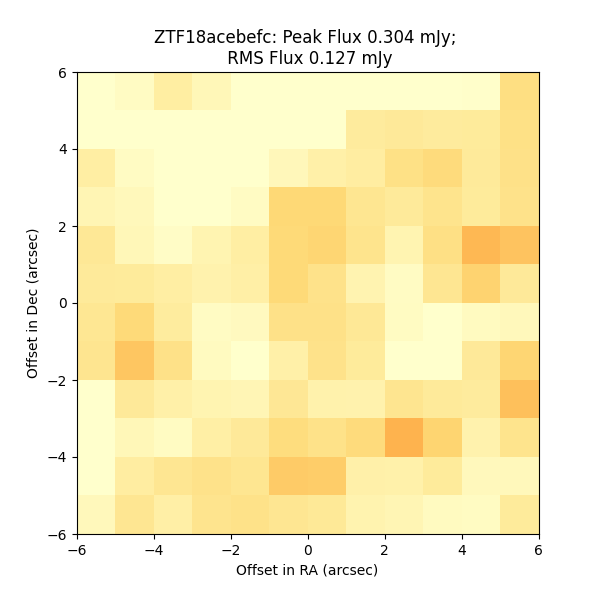 ZTF18acebefc: Peak Flux 0.304 mJy;
RMS Flux 0.127 mJy
6
4
2
0
−2
−4
−6
Offset in Dec (arcsec)
−6 −4 −2 0 2 4 6
Offset in RA (arcsec)